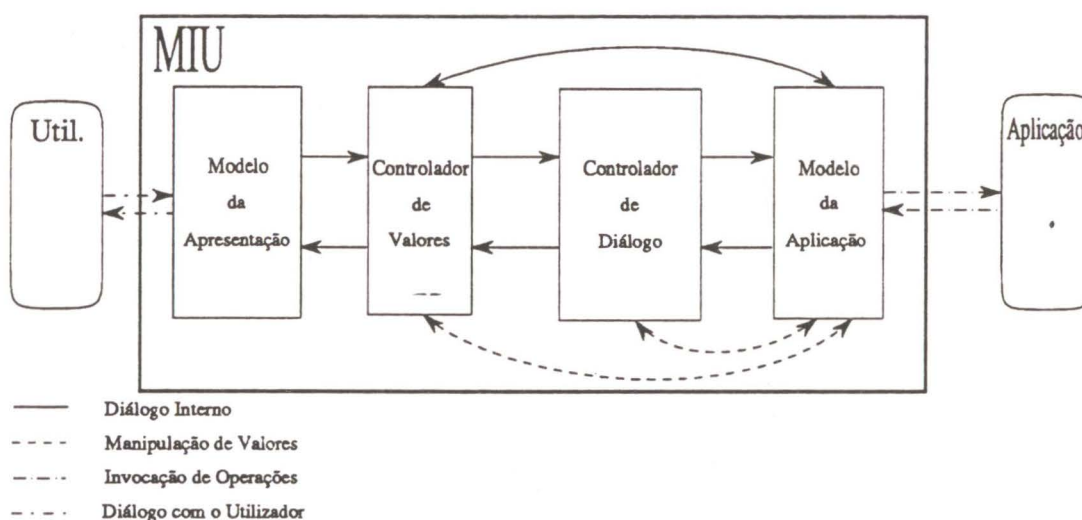 MIU
Util.
Modelo
da
Apresentação
Controlador
de
Valores
Controlador
de
Diálogo
Modelo
da
Aplicação
Aplicação
Diálogo Interno
Manipulação de Valores
Invocação de Operações
Diálogo com o Utilizador